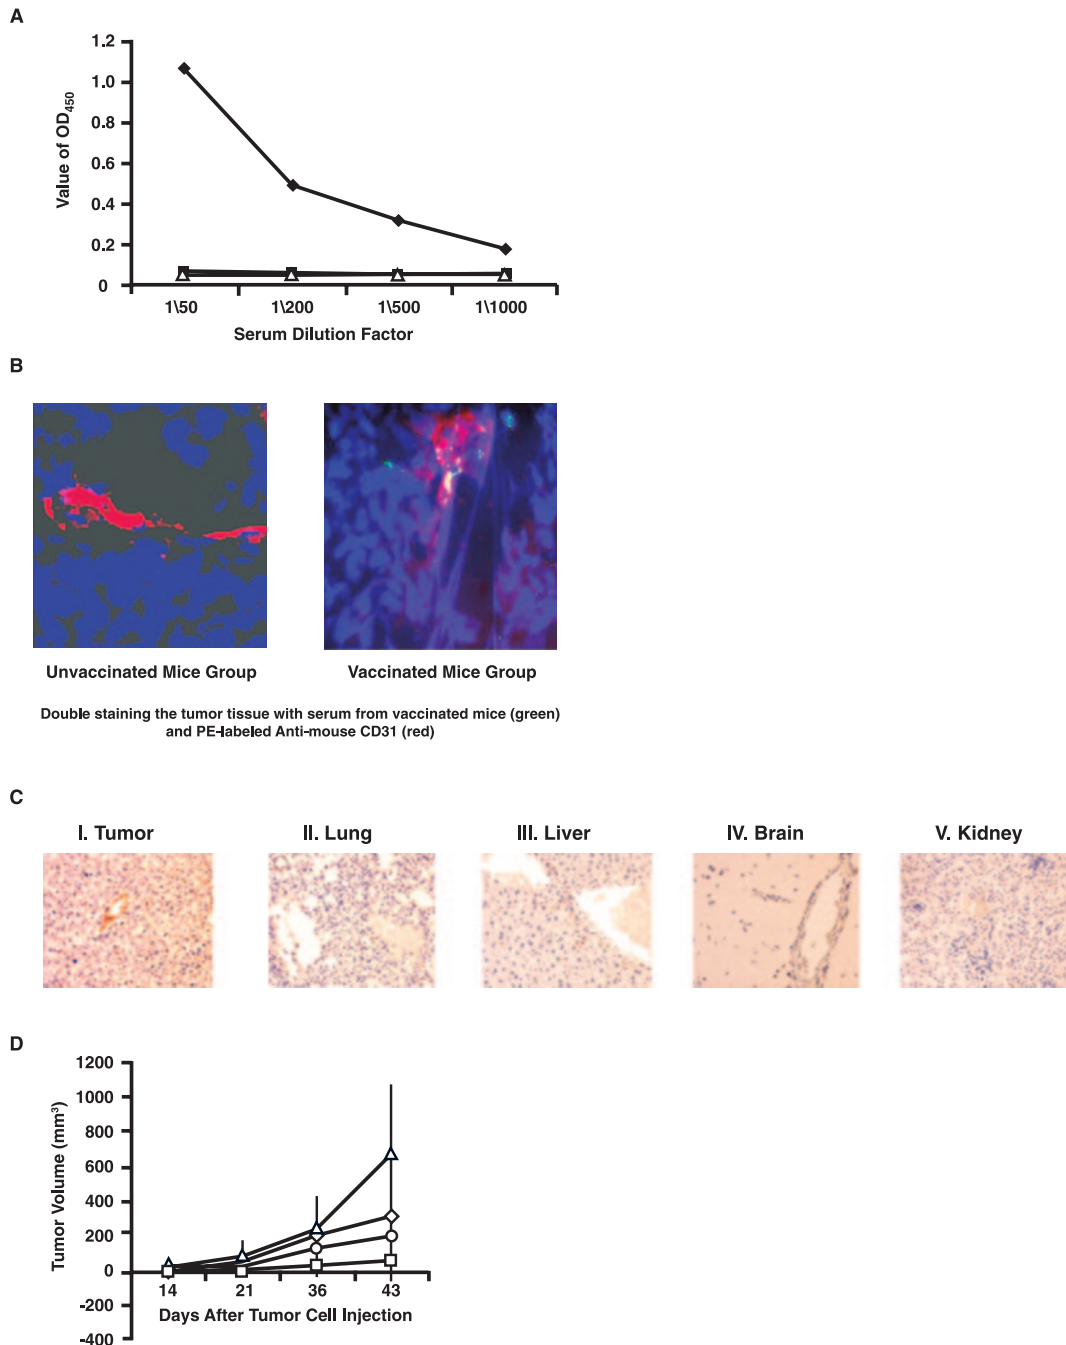 A
1.2
1.0
0.8
0.6
0.4
0.2
0
Value of OD450
1\50 1\200 1\500 1\1000
Serum Dilution Factor
B
Unvaccinated Mice Group
Vaccinated Mice Group
Double staining the tumor tissue with serum from vaccinated mice (green)
and PE-labeled Anti-mouse CD31 (red)
C
I. Tumor
II. Lung
III. Liver
IV. Brain
V. Kidney
D
1200
1000
800
600
400
200
0
-200
-400
Tumor Volume (mm³)
14 21 36 43
Days After Tumor Cell Injection